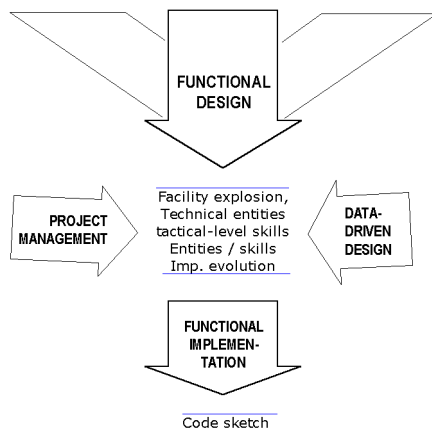 FUNCTIONAL
DESIGN
PROJECT
MANAGEMENT
Facility explosion,
Technical entities
tactical-level skills
Entities / skills
Imp. evolution
DATA-
DRIVEN
DESIGN
FUNCTIONAL
IMPLEMEN-
TATION
Code sketch